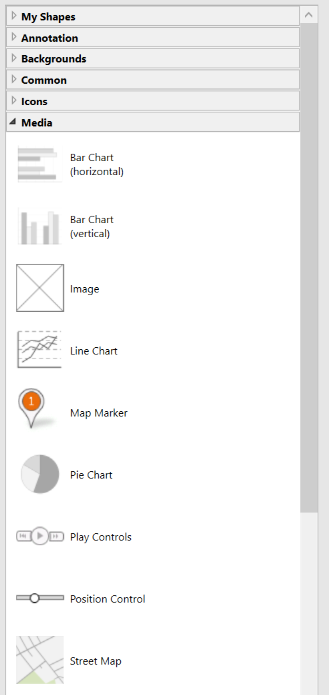 My Shapes
Annotation
Backgrounds
Common
Icons
Media
Bar Chart
(horizontal)
Bar Chart
(vertical)
Image
Line Chart
1
Map Marker
Pie Chart
Play Controls
Position Control
Street Map